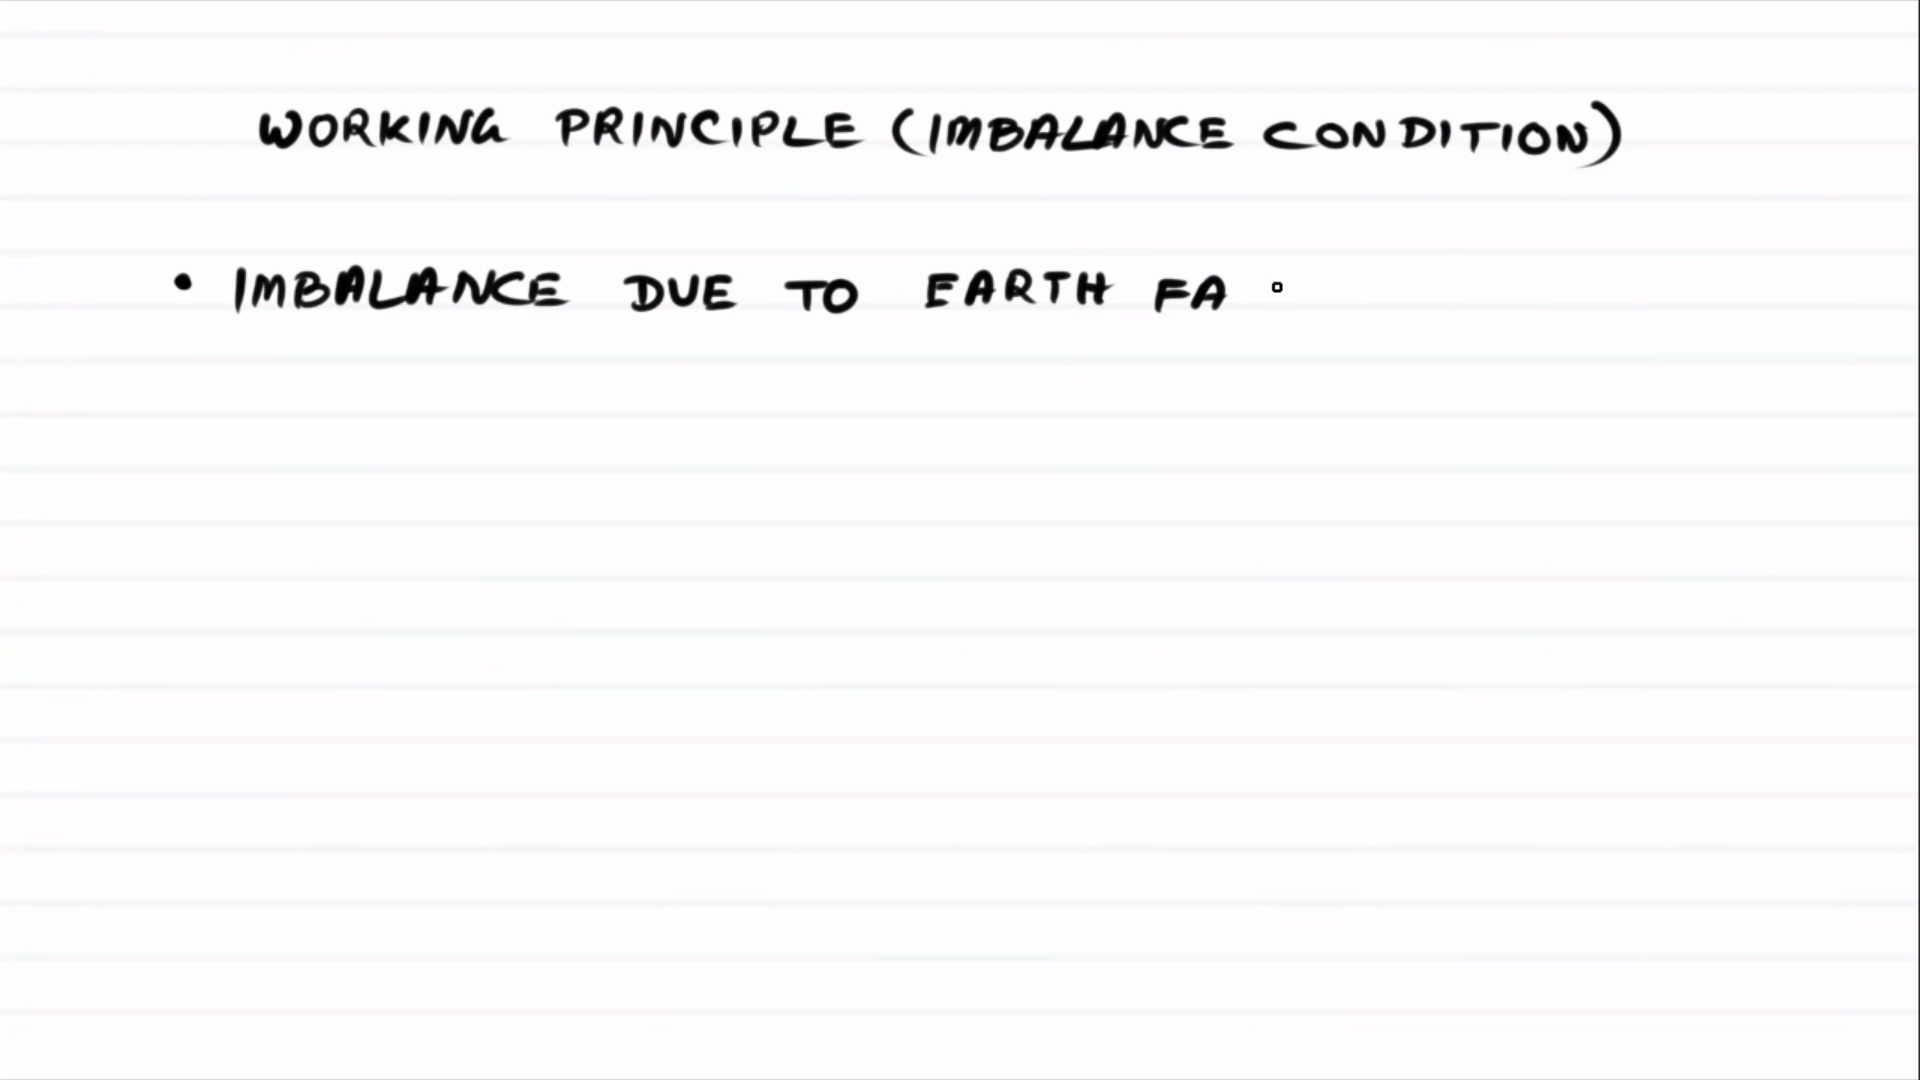 WORKING PRINCIPLE (IMBALANCE CONDITION)
• IMBALANCE DUE TO EARTH FA